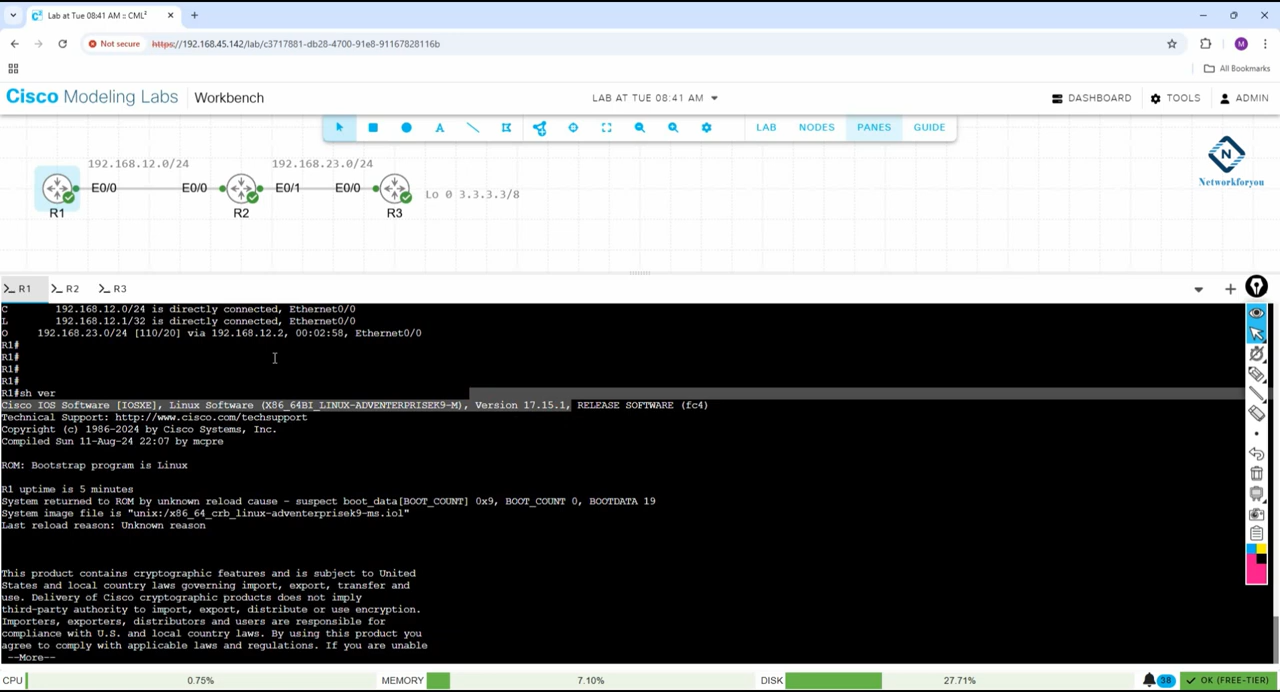 Lab at Tue 08:41 AM :: CML²
Not secure
https://192.168.45.142/lab/c3717881-db28-4700-91e8-91167828116b
M
All Bookmarks
Cisco Modeling Labs Workbench
LAB AT TUE 08:41 AM
DASHBOARD
TOOLS
ADMIN
A
LAB
NODES
PANES
GUIDE
192.168.12.0/24
192.168.23.0/24
N
Networkforyou
E0/0
E0/0
E0/1
E0/0
Lo 0 3.3.3.3/8
R1
R2
R3
>_ R1
>_ R2
>_ R3
C 192.168.12.0/24 is directly connected, Ethernet0/0
L 192.168.12.1/32 is directly connected, Ethernet0/0
O 192.168.23.0/24 [110/20] via 192.168.12.2, 00:02:58, Ethernet0/0
R1#
R1#
R1#
R1#
R1#sh ver
Cisco IOS Software [IOSXE], Linux Software (X86_64BI_LINUX-ADVENTERPRISEK9-M), Version 17.15.1, RELEASE SOFTWARE (fc4)
Technical Support: http://www.cisco.com/techsupport
Copyright (c) 1986-2024 by Cisco Systems, Inc.
Compiled Sun 11-Aug-24 22:07 by mcpre
ROM: Bootstrap program is Linux
R1 uptime is 5 minutes
System returned to ROM by unknown reload cause - suspect boot_data[BOOT_COUNT] 0x9, BOOT_COUNT 0, BOOTDATA 19
System image file is "unix:/x86_64_crb_linux-adventerprisek9-ms.iol"
Last reload reason: Unknown reason
This product contains cryptographic features and is subject to United
States and local country laws governing import, export, transfer and
use. Delivery of Cisco cryptographic products does not imply
third-party authority to import, export, distribute or use encryption.
Importers, exporters, distributors and users are responsible for
compliance with U.S. and local country laws. By using this product you
agree to comply with applicable laws and regulations. If you are unable
--More--
CPU 0.75%
MEMORY 7.10%
DISK 27.71%
38
OK (FREE-TIER)